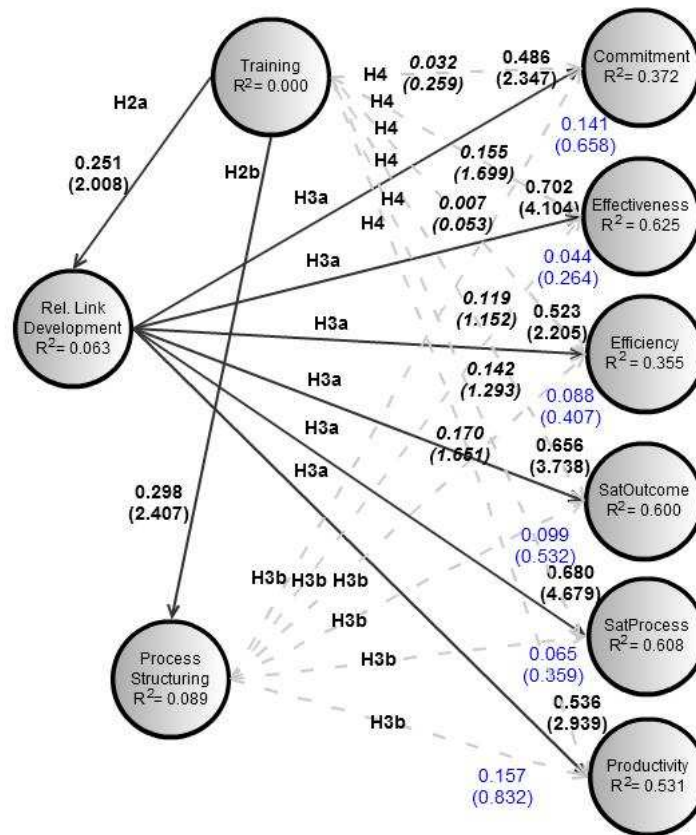 Training
R²= 0.000
Commitment
R²= 0.372
Effectiveness
R²= 0.625
Efficiency
R²= 0.355
SatOutcome
R²= 0.600
SatProcess
R²= 0.608
Productivity
R²= 0.531
Rel. Link
Development
R²= 0.063
Process
Structuring
R²= 0.089
H2a
0.251
(2.008)
H2b
0.298
(2.407)
H4
H4
H4
H4
H4
H4
0.032
(0.259)
0.155
(1.699)
0.007
(0.053)
0.119
(1.152)
0.142
(1.293)
0.170
(1.651)
H3a
H3a
H3a
H3a
H3a
H3a
0.486
(2.347)
0.702
(4.104)
0.523
(2.205)
0.656
(3.738)
0.680
(4.679)
0.536
(2.939)
H3b H3b H3b
H3b
H3b
H3b
0.141
(0.658)
0.044
(0.264)
0.088
(0.407)
0.099
(0.532)
0.065
(0.359)
0.157
(0.832)